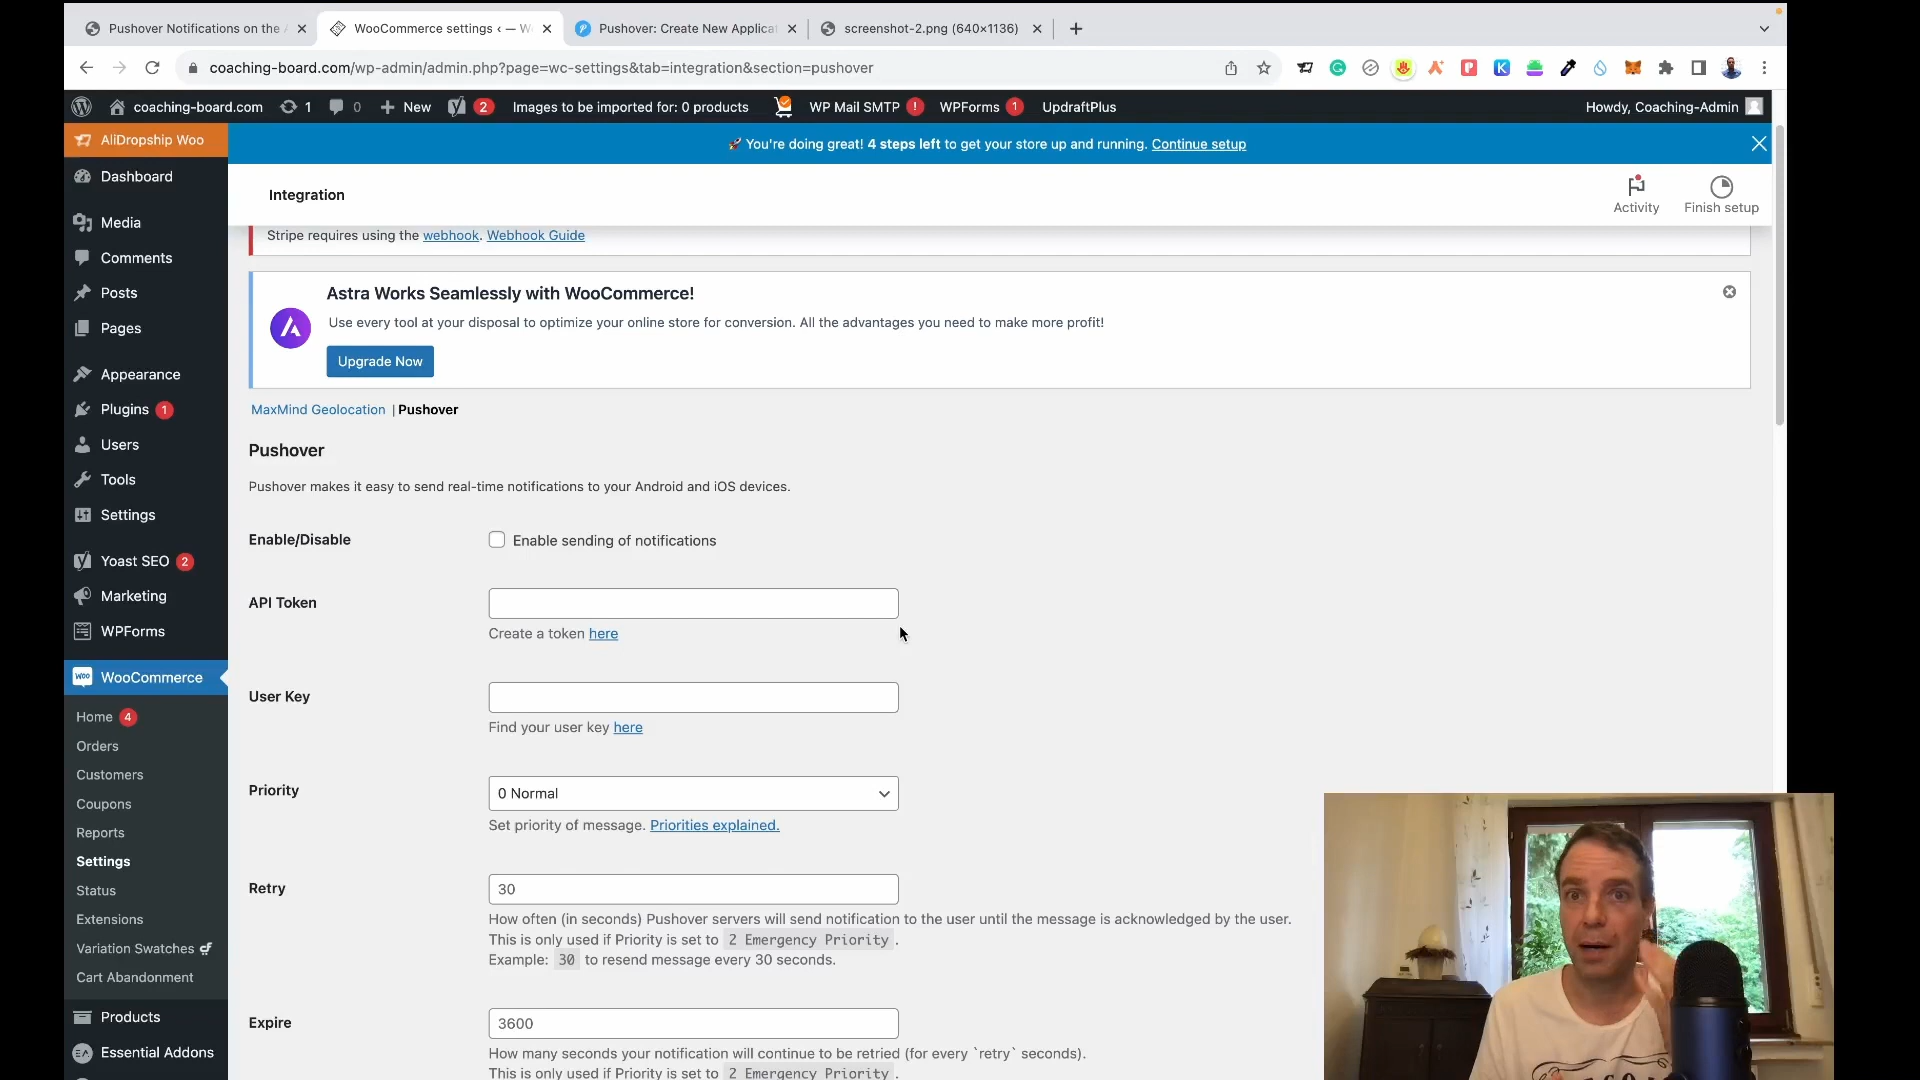 Pushover Notifications on the
WooCommerce settings ‹ — W
Pushover: Create New Applicat
screenshot-2.png (640×1136)
coaching-board.com/wp-admin/admin.php?page=wc-settings&tab=integration&section=pushover
coaching-board.com
1
0
New
2
Images to be imported for: 0 products
WP Mail SMTP !
WPForms 1
UpdraftPlus
Howdy, Coaching-Admin
AliDropship Woo
🚀 You're doing great! 4 steps left to get your store up and running. Continue setup
Dashboard
Media
Comments
Posts
Pages
Appearance
Plugins 1
Users
Tools
Settings
Yoast SEO 2
Marketing
WPForms
WooCommerce
Home 4
Orders
Customers
Coupons
Reports
Settings
Status
Extensions
Variation Swatches
Cart Abandonment
Products
Essential Addons
Integration
Activity
Finish setup
Stripe requires using the webhook. Webhook Guide
Astra Works Seamlessly with WooCommerce!
Use every tool at your disposal to optimize your online store for conversion. All the advantages you need to make more profit!
Upgrade Now
MaxMind Geolocation | Pushover
Pushover
Pushover makes it easy to send real-time notifications to your Android and iOS devices.
Enable/Disable
Enable sending of notifications
API Token
Create a token here
User Key
Find your user key here
Priority
0 Normal
Set priority of message. Priorities explained.
Retry
30
How often (in seconds) Pushover servers will send notification to the user until the message is acknowledged by the user.
This is only used if Priority is set to 2 Emergency Priority.
Example: 30 to resend message every 30 seconds.
Expire
3600
How many seconds your notification will continue to be retried (for every `retry` seconds).
This is only used if Priority is set to 2 Emergency Priority.